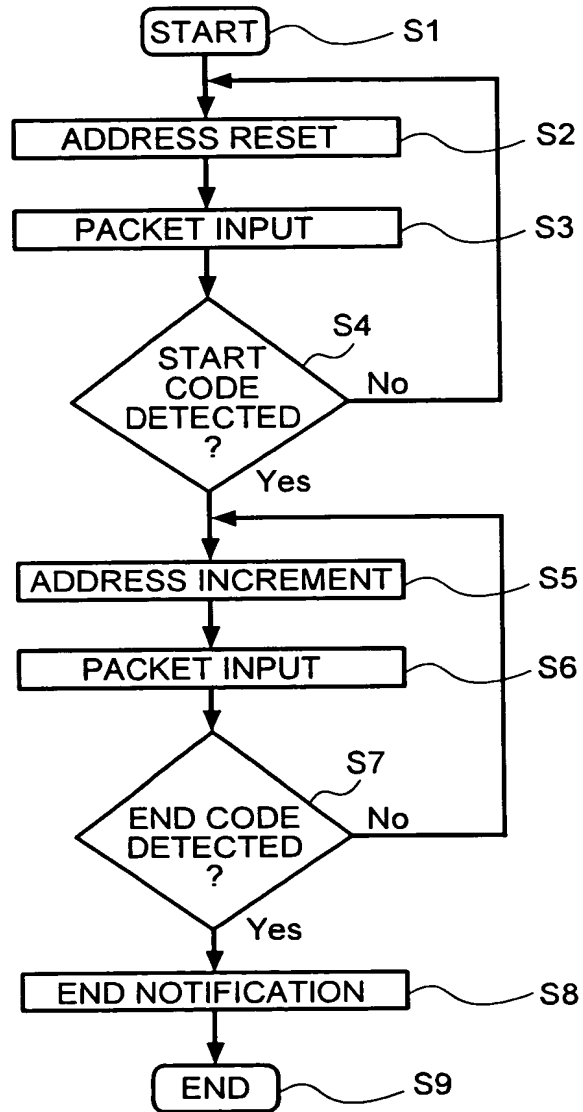 START
S1
ADDRESS RESET
S2
PACKET INPUT
S3
S4
START
CODE
DETECTED
?
No
Yes
ADDRESS INCREMENT
S5
PACKET INPUT
S6
S7
END CODE
DETECTED
?
No
Yes
END NOTIFICATION
S8
END
S9